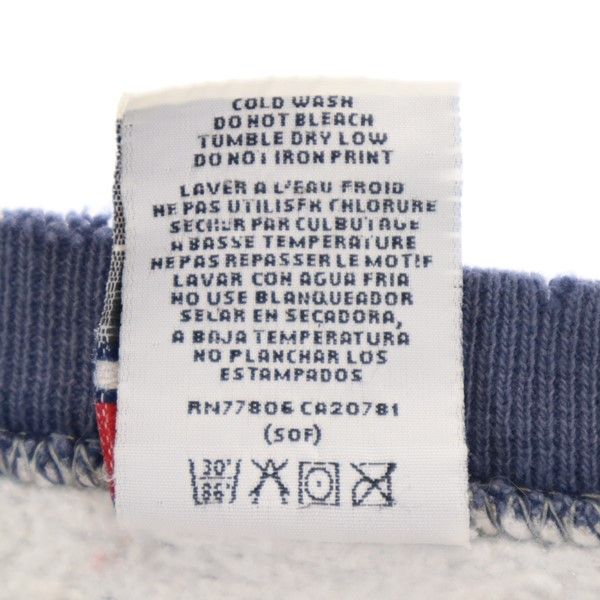 COLD WASH
DO NOT BLEACH
TUMBLE DRY LOW
DO NOT IRON PRINT
LAVER A L'EAU FROID
NE PAS UTILISER CHLORURE
SECHER PAR CULBUTAGE
A BASSE TEMPERATURE
NE PAS REPASSER LE MOTIF
LAVAR CON AGUA FRIA
NO USE BLANQUEADOR
SECAR EN SECADORA,
A BAJA TEMPERATURA
NO PLANCHAR LOS
ESTAMPADOS
RN77806 CA20781
(SOF)
30°
86°